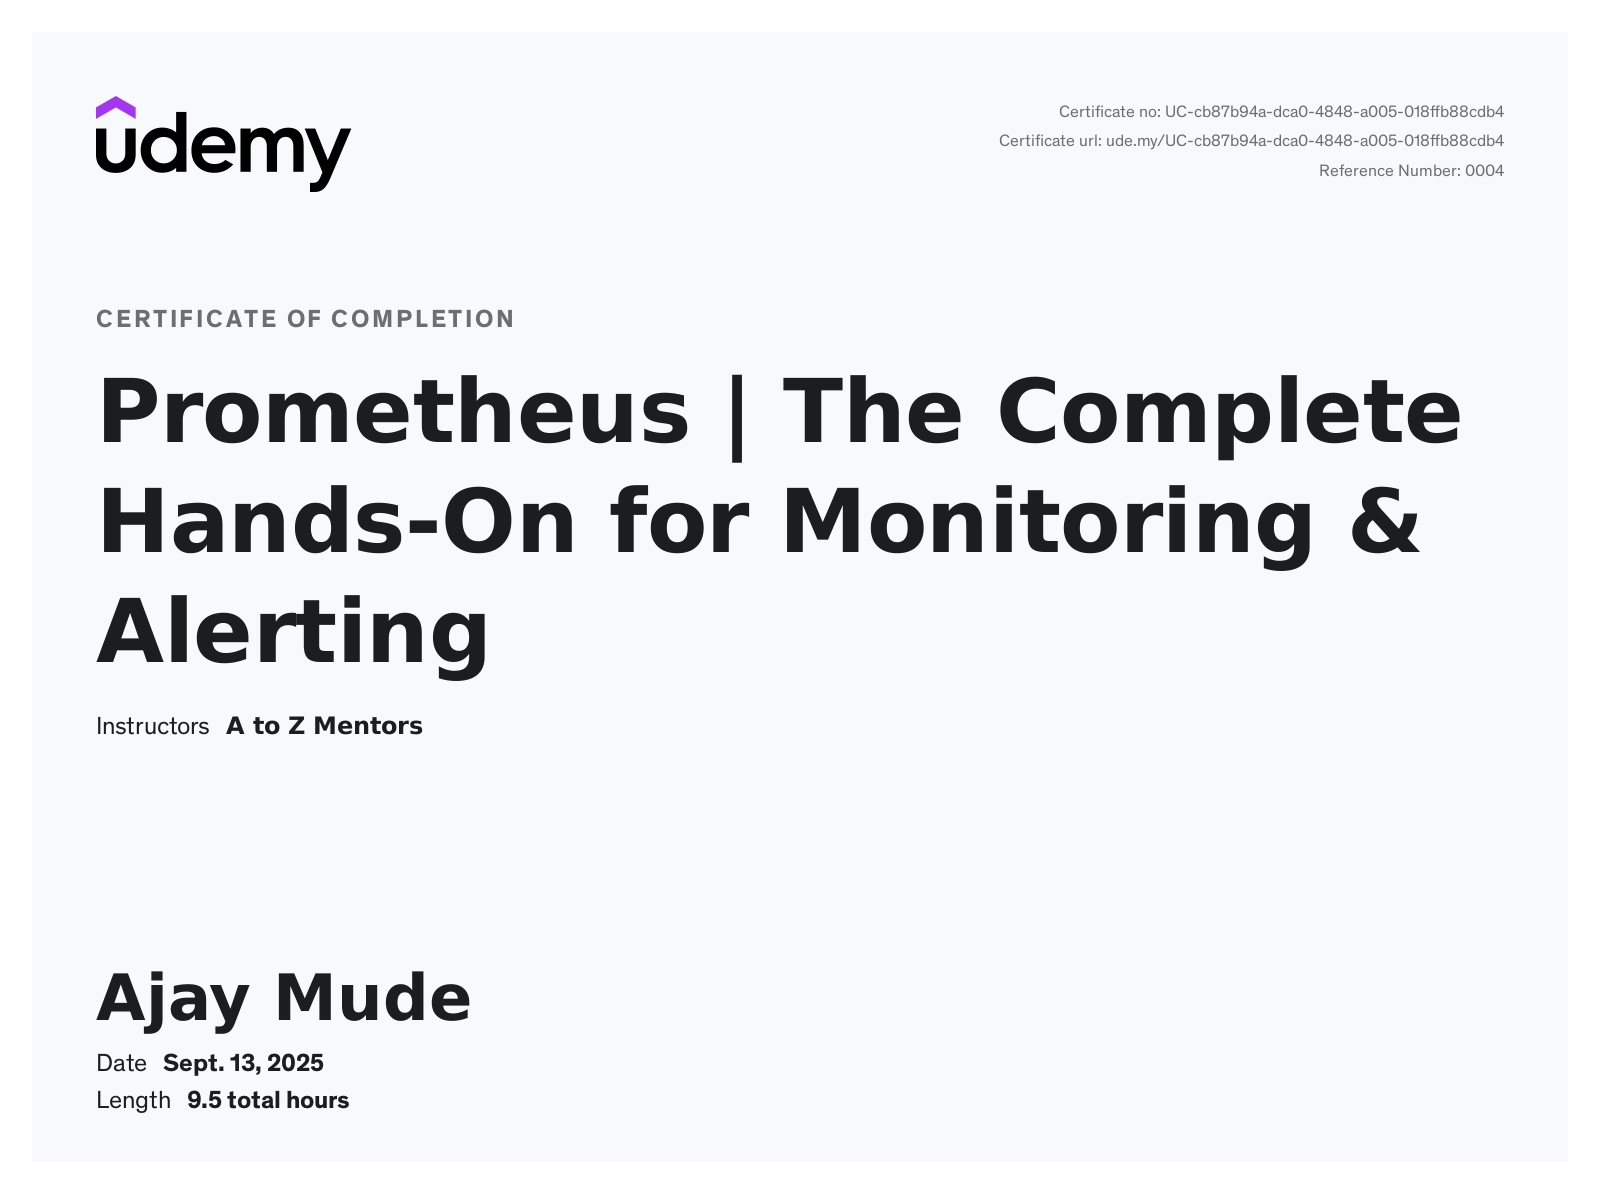 udemy
Certificate no: UC-cb87b94a-dca0-4848-a005-018ffb88cdb4
Certificate url: ude.my/UC-cb87b94a-dca0-4848-a005-018ffb88cdb4
Reference Number: 0004
CERTIFICATE OF COMPLETION
Prometheus | The Complete
Hands-On for Monitoring &
Alerting
Instructors A to Z Mentors
Ajay Mude
Date Sept. 13, 2025
Length 9.5 total hours